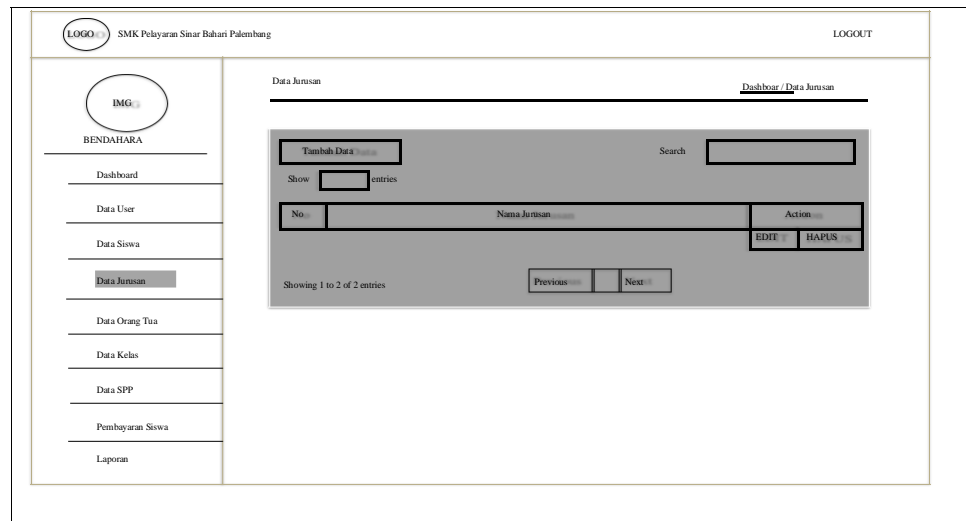 LOGO SMK Pelayaran Sinar Bahari Palembang LOGOUT
IMG
BENDAHARA
Dashboard
Data User
Data Siswa
Data Jurusan
Data Orang Tua
Data Kelas
Data SPP
Pembayaran Siswa
Laporan
Data Jurusan Dashboar / Data Jurusan
Tambah Data Search
Show entries
No Nama Jurusan Action
EDIT HAPUS
Showing 1 to 2 of 2 entries Previous Next